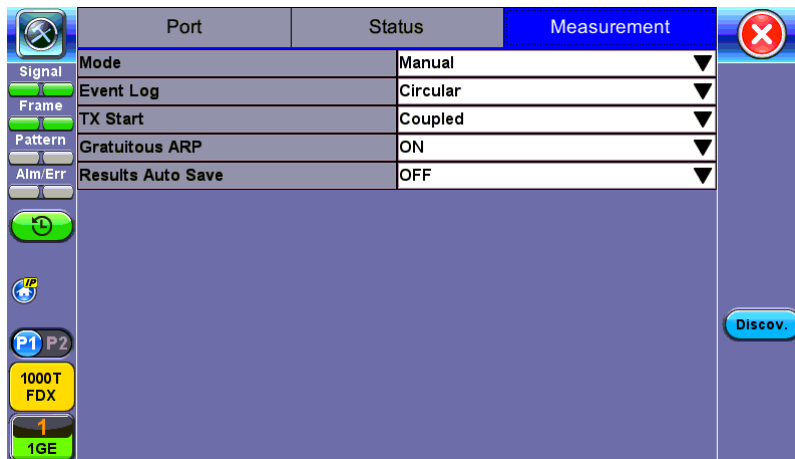 Port Status Measurement
Signal
Mode Manual
Event Log Circular
Frame
TX Start Coupled
Pattern
Gratuitous ARP ON
Alm/Err
Results Auto Save OFF
IP
Discov.
P1 P2
1000T
FDX
1
1GE